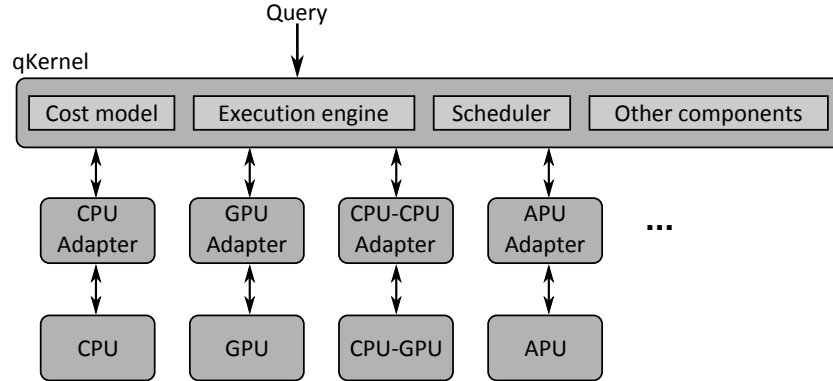 Query
qKernel
Cost model
Execution engine
Scheduler
Other components
CPU
Adapter
GPU
Adapter
CPU-CPU
Adapter
APU
Adapter
...
CPU
GPU
CPU-GPU
APU